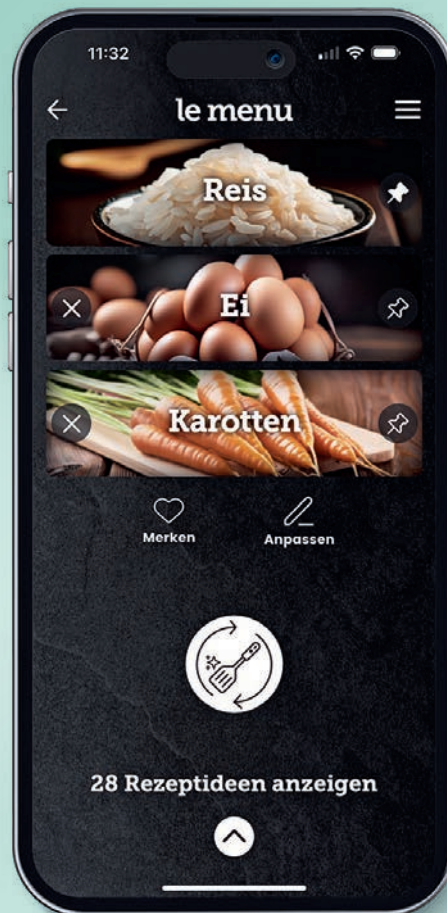 11:32
le menu
Reis
Ei
Karotten
Merken
Anpassen
28 Rezeptideen anzeigen